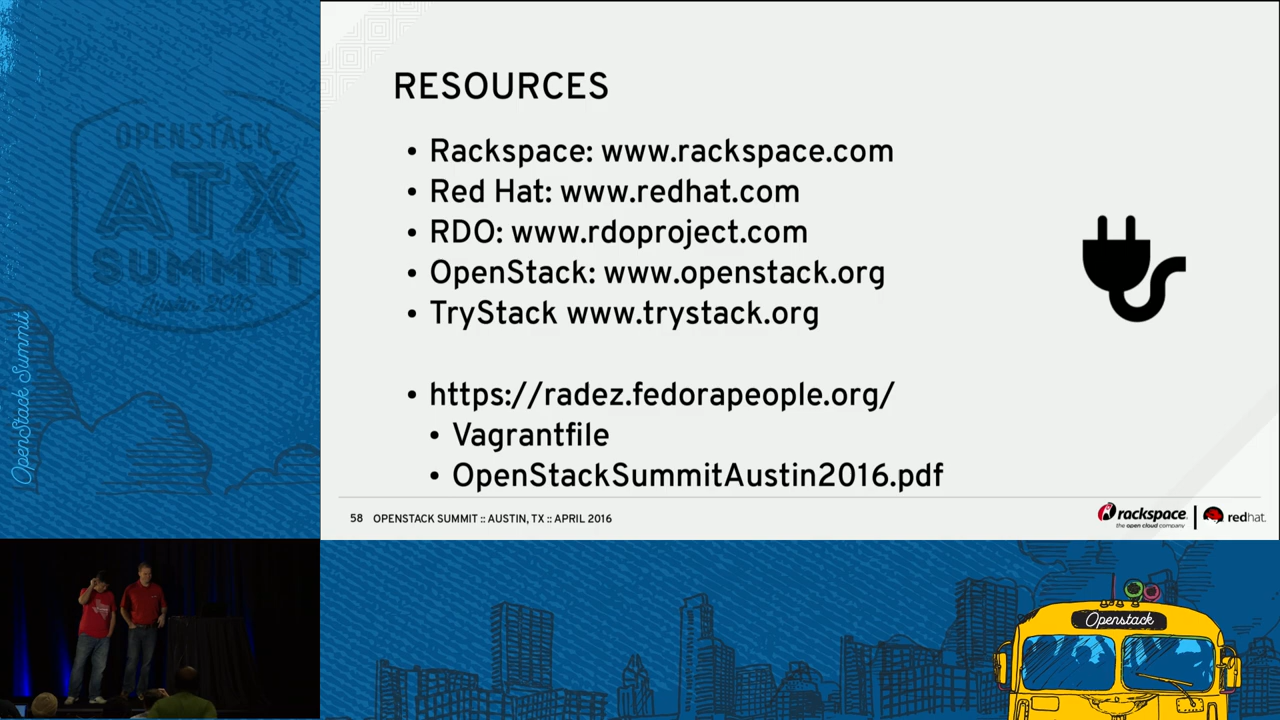 OPENSTACK
ATX
SUMMIT
Austin 2016
OpenStack Summit
RESOURCES
• Rackspace: www.rackspace.com
• Red Hat: www.redhat.com
• RDO: www.rdoproject.com
• OpenStack: www.openstack.org
• TryStack www.trystack.org
• https://radez.fedorapeople.org/
• Vagrantfile
• OpenStackSummitAustin2016.pdf
58 OPENSTACK SUMMIT :: AUSTIN, TX :: APRIL 2016
rackspace.
the open cloud company
redhat.
Openstack